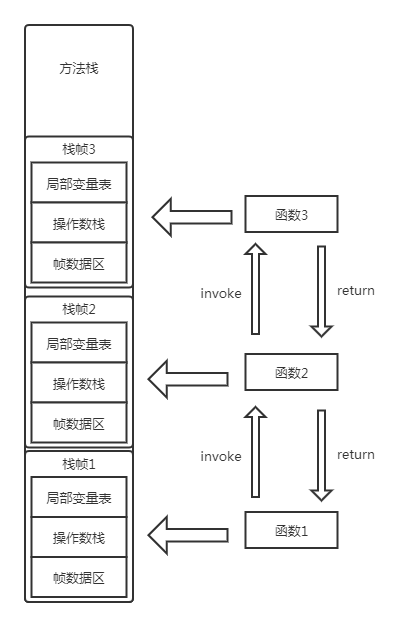 方法栈
栈帧3
局部变量表
操作数栈
帧数据区
栈帧2
局部变量表
操作数栈
帧数据区
栈帧1
局部变量表
操作数栈
帧数据区
函数3
invoke
return
函数2
invoke
return
函数1